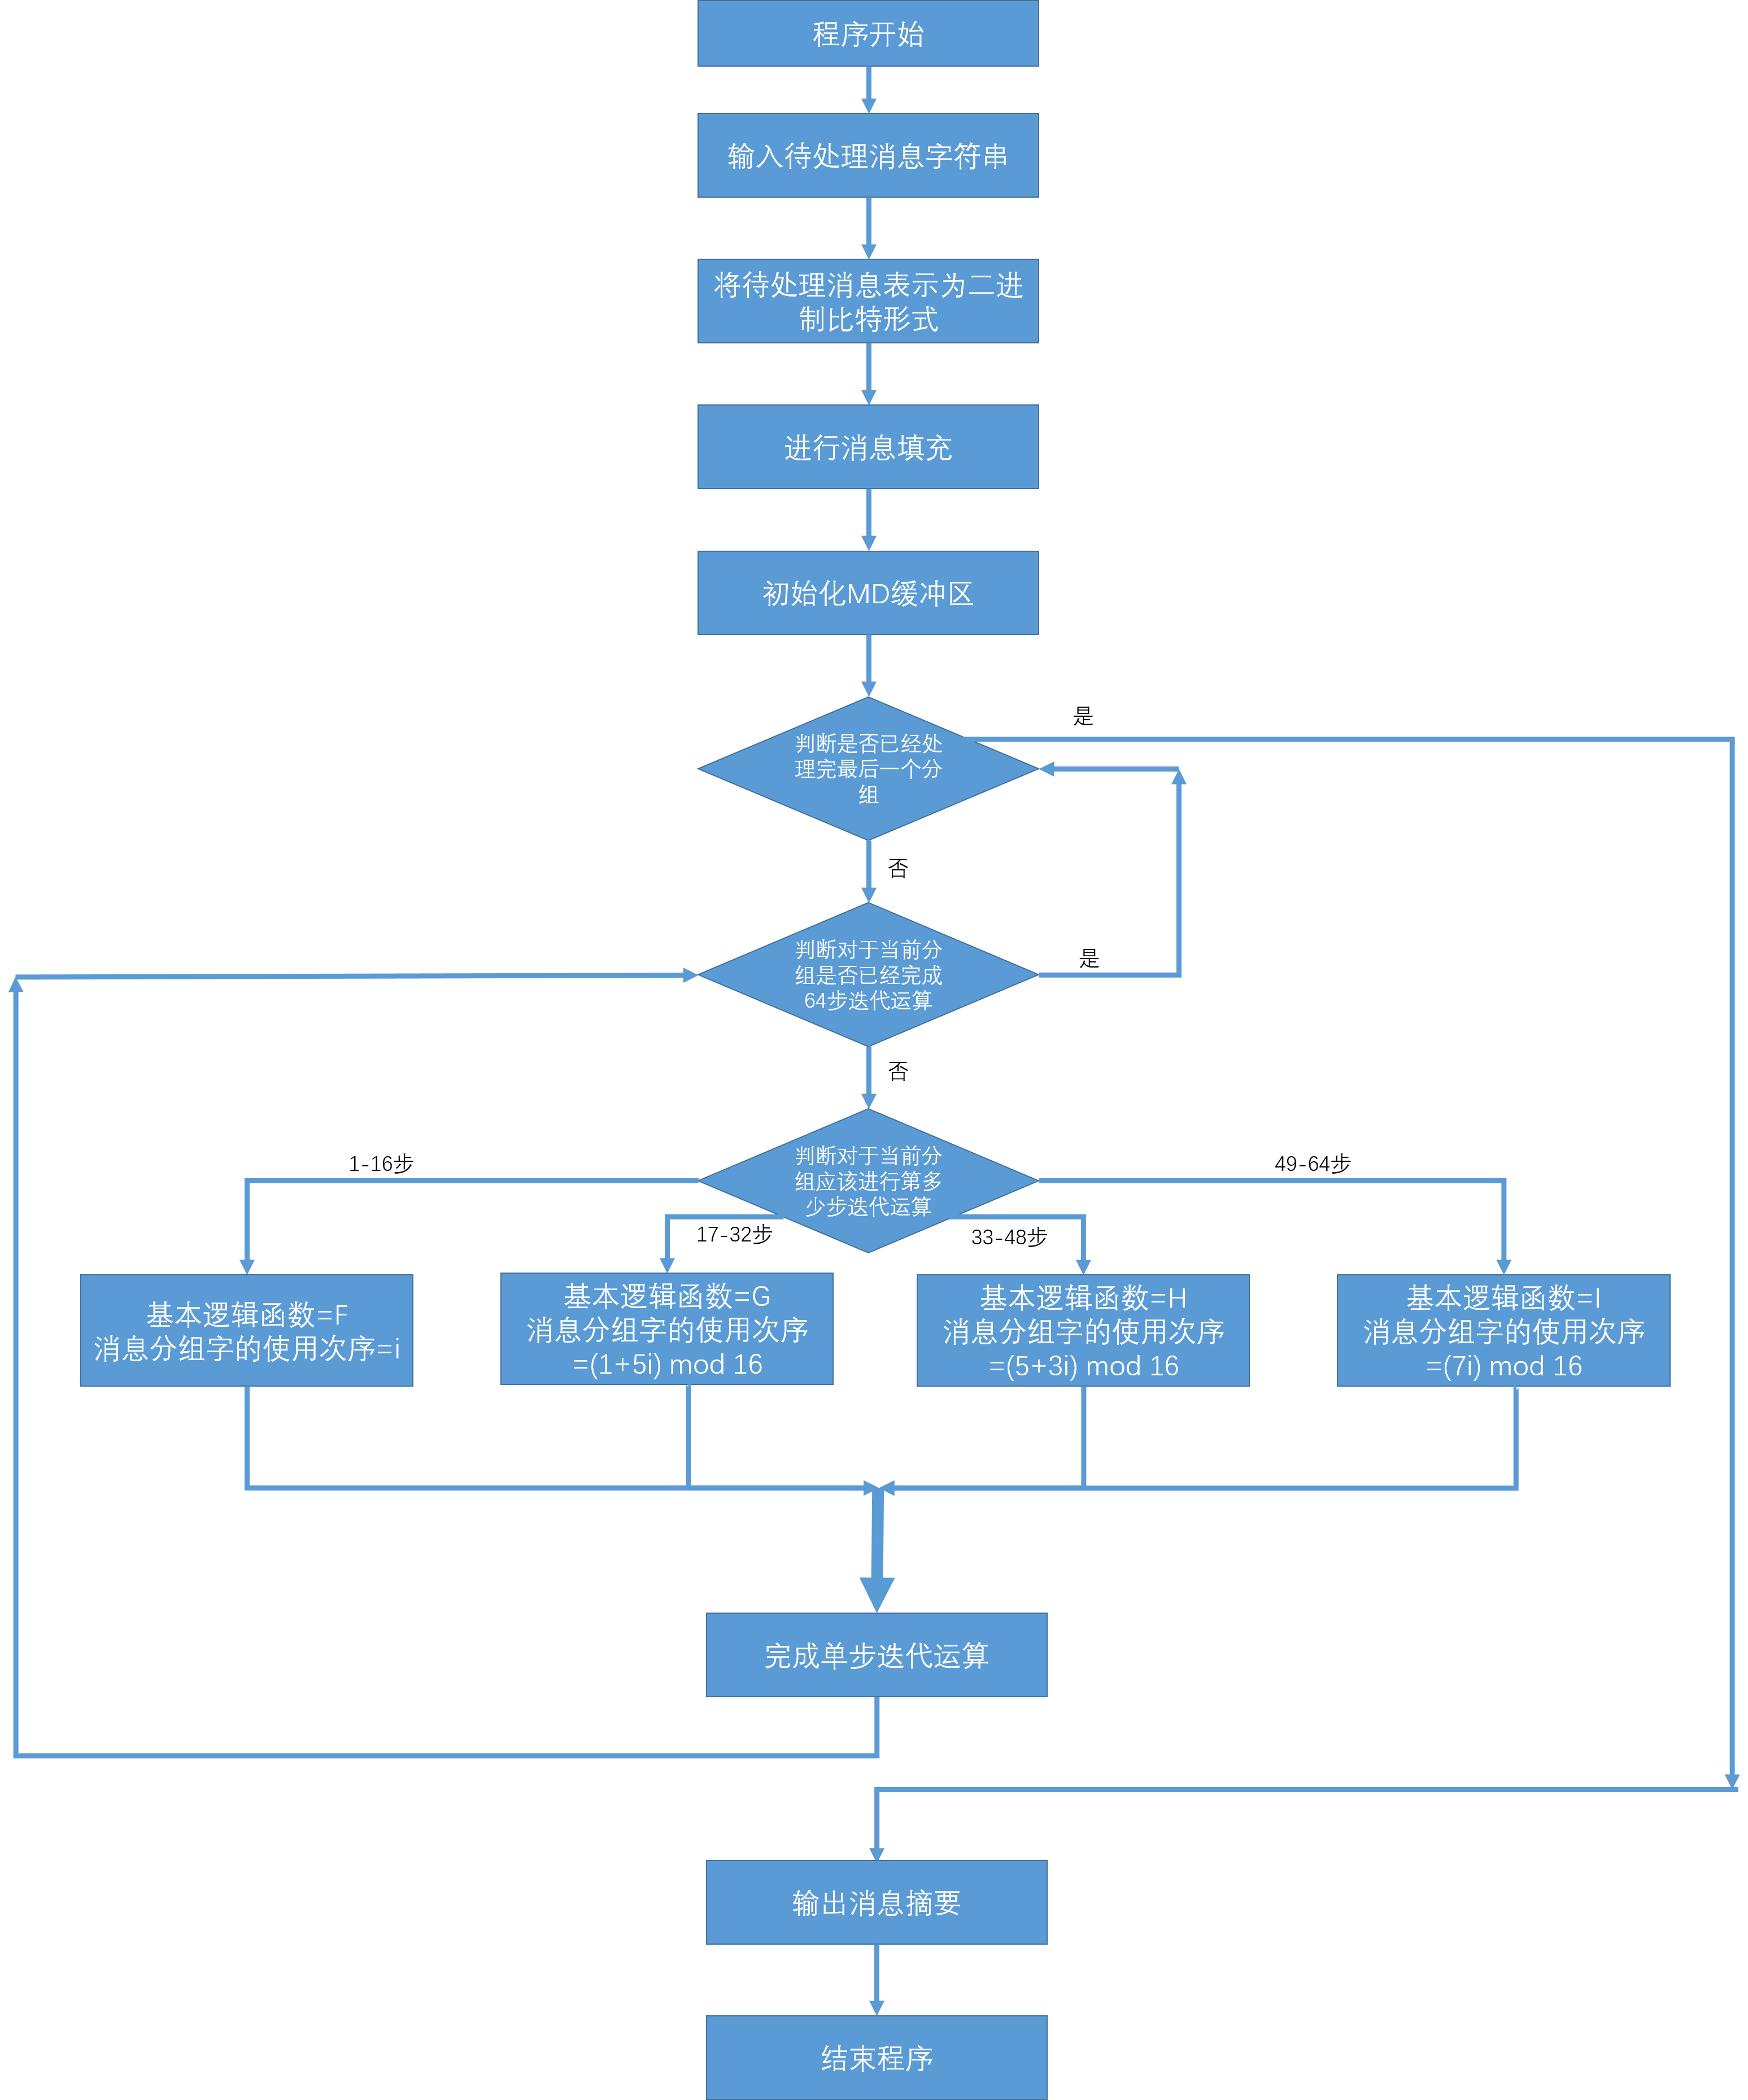 程序开始
输入待处理消息字符串
将待处理消息表示为二进
制比特形式
进行消息填充
初始化MD缓冲区
是
判断是否已经处
理完最后一个分
组
否
判断对于当前分
组是否已经完成
64步迭代运算
是
否
判断对于当前分
组应该进行第多
少步迭代运算
1-16步
17-32步
33-48步
49-64步
基本逻辑函数=F
消息分组字的使用次序=i
基本逻辑函数=G
消息分组字的使用次序
=(1+5i) mod 16
基本逻辑函数=H
消息分组字的使用次序
=(5+3i) mod 16
基本逻辑函数=I
消息分组字的使用次序
=(7i) mod 16
完成单步迭代运算
输出消息摘要
结束程序